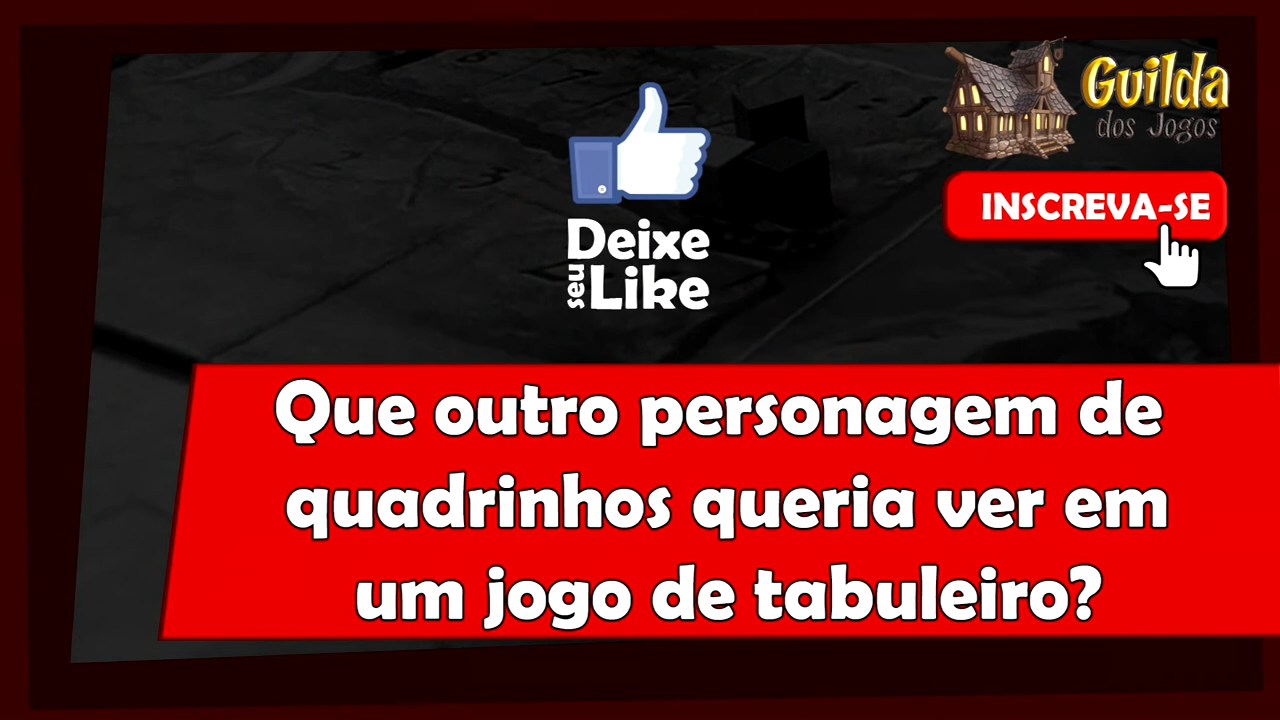 Guilda
dos Jogos
INSCREVA-SE
Deixe
seu Like
Que outro personagem de
quadrinhos queria ver em
um jogo de tabuleiro?